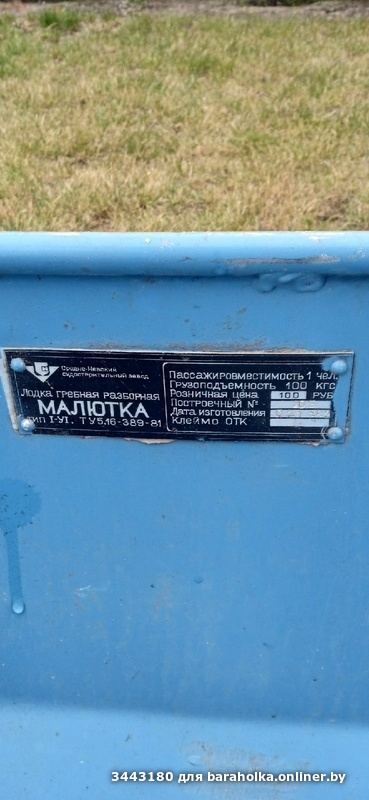 Средне-Невский
судостроительный завод
Лодка гребная разборная
МАЛЮТКА
тип I-УІ. ТУ5.16-389-81
Пассажировместимость 1 чел
Грузоподъемность 100 кгс
Розничная цена 100 РУБ
Построечный №
Дата изготовления
Клеймо ОТК
3443180 для baraholka.onliner.by